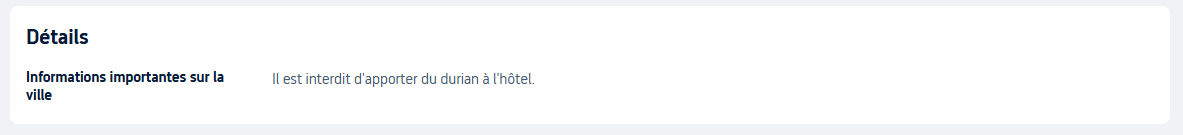 Détails
Informations importantes sur la
ville
Il est interdit d'apporter du durian à l'hôtel.